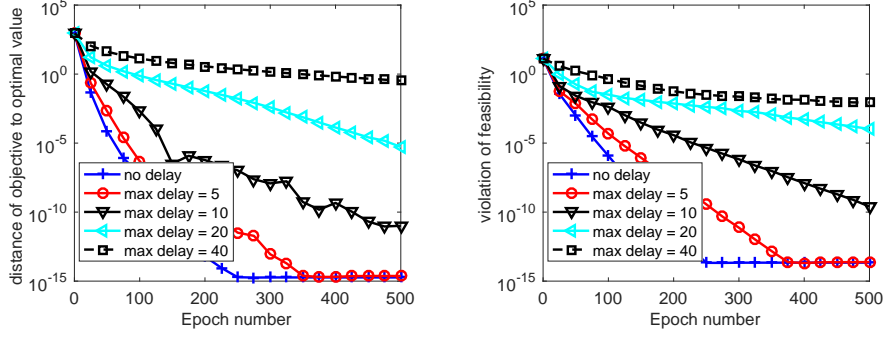 distance of objective to optimal value
10^5
10^0
10^-5
10^-10
10^-15
no delay
max delay = 5
max delay = 10
max delay = 20
max delay = 40
0 100 200 300 400 500
Epoch number
violation of feasibility
10^5
10^0
10^-5
10^-10
10^-15
no delay
max delay = 5
max delay = 10
max delay = 20
max delay = 40
0 100 200 300 400 500
Epoch number